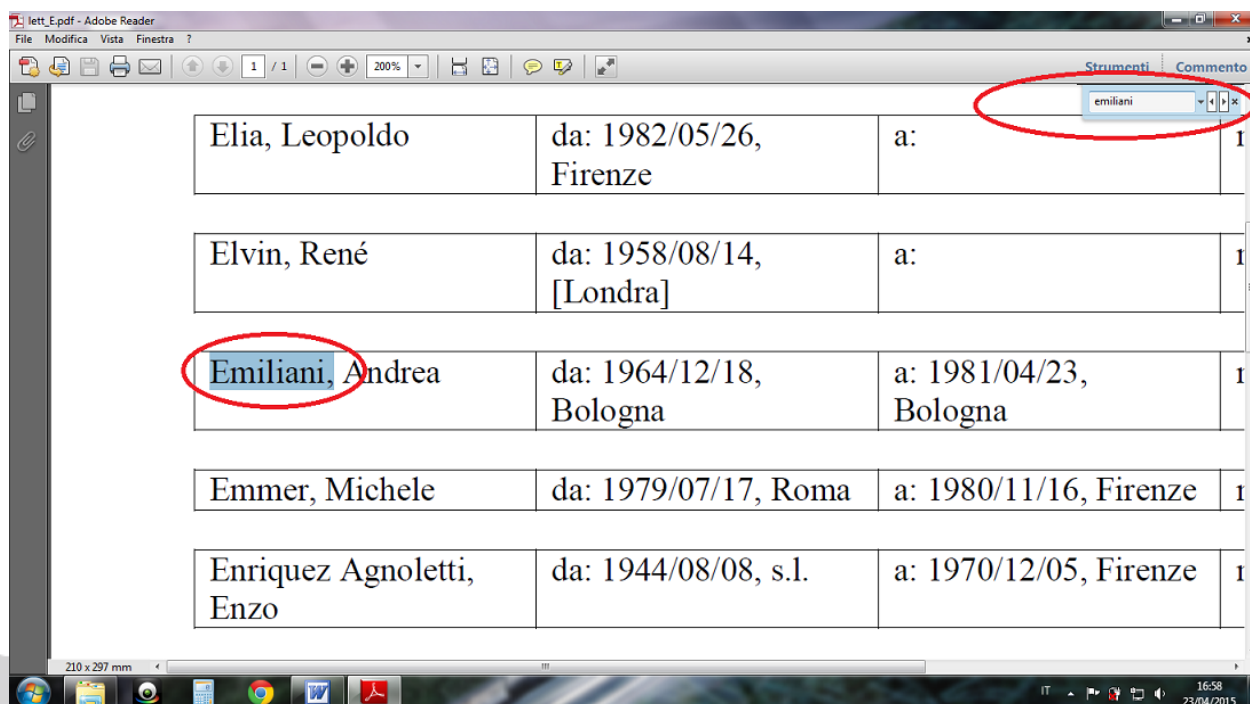 lett_E.pdf - Adobe Reader
File Modifica Vista Finestra ?
1 / 1 200% Strumenti Commento
emiliani
Elia, Leopoldo da: 1982/05/26, a:
Firenze
Elvin, René da: 1958/08/14, a:
[Londra]
Emiliani, Andrea da: 1964/12/18, a: 1981/04/23,
Bologna Bologna
Emmer, Michele da: 1979/07/17, Roma a: 1980/11/16, Firenze
Enriquez Agnoletti, da: 1944/08/08, s.l. a: 1970/12/05, Firenze
Enzo
210 x 297 mm
IT 16:58
23/04/2015